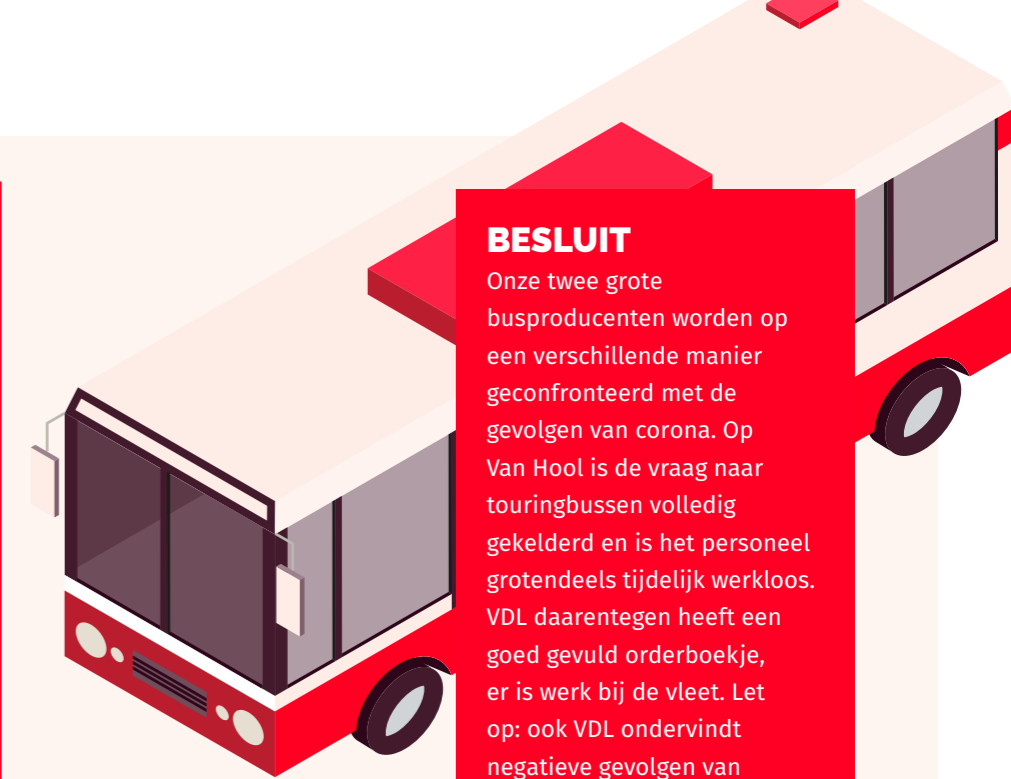 BESLUIT
Onze twee grote
busproducenten worden op
een verschillende manier
geconfronteerd met de
gevolgen van corona. Op
Van Hool is de vraag naar
touringbussen volledig
gekelderd en is het personeel
grotendeels tijdelijk werkloos.
VDL daarentegen heeft een
goed gevuld orderboekje,
er is werk bij de vleet. Let
op: ook VDL ondervindt
negatieve gevolgen van